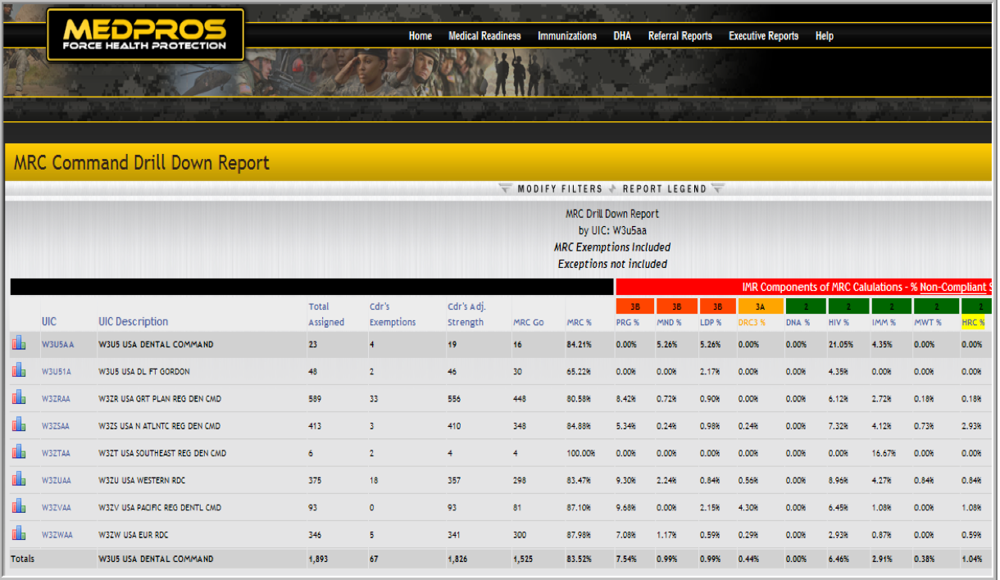 MEDPROS
FORCE HEALTH PROTECTION
Home Medical Readiness Immunizations DHA Referral Reports Executive Reports Help
MRC Command Drill Down Report
MODIFY FILTERS REPORT LEGEND
MRC Drill Down Report
by UIC: W3u5aa
MRC Exemptions Included
Exceptions not included
IMR Components of MRC Calulations - % Non-Compliant S
3B 3B 3B 3A 2 2 2 2 2
UIC UIC Description Total Assigned Cdr's Exemptions Cdr's Adj. Strength MRC Go MRC % PRG % MND % LDP % DRC3 % DNA % HIV % IMM % MWT % HRC %
W3U5AA W3U5 USA DENTAL COMMAND 23 4 19 16 84.21% 0.00% 5.26% 5.26% 0.00% 0.00% 21.05% 4.35% 0.00% 0.00%
W3U51A W3U5 USA DL FT GORDON 48 2 46 30 65.22% 0.00% 0.00% 2.17% 0.00% 0.00% 4.35% 0.00% 0.00% 0.00%
W3ZRAA W3ZR USA GRT PLAN REG DEN CMD 589 33 556 448 80.58% 8.42% 0.72% 0.90% 0.00% 0.00% 6.12% 2.72% 0.18% 0.18%
W3ZSAA W3ZS USA N ATLNTC REG DEN CMD 413 3 410 348 84.88% 5.34% 0.24% 0.98% 0.24% 0.00% 7.32% 4.12% 0.73% 2.93%
W3ZTAA W3ZT USA SOUTHEAST REG DEN CMD 6 2 4 4 100.00% 0.00% 0.00% 0.00% 0.00% 0.00% 0.00% 16.67% 0.00% 0.00%
W3ZUAA W3ZU USA WESTERN RDC 375 18 357 298 83.47% 9.30% 2.24% 0.84% 0.56% 0.00% 8.96% 4.27% 0.84% 0.84%
W3ZVAA W3ZV USA PACIFIC REG DENTL CMD 93 0 93 81 87.10% 9.68% 0.00% 2.15% 4.30% 0.00% 6.45% 1.08% 0.00% 1.08%
W3ZWAA W3ZW USA EUR RDC 346 5 341 300 87.98% 7.08% 1.17% 0.59% 0.29% 0.00% 2.93% 0.87% 0.00% 0.59%
Totals W3U5 USA DENTAL COMMAND 1,893 67 1,826 1,525 83.52% 7.54% 0.99% 0.99% 0.44% 0.00% 6.46% 2.91% 0.38% 1.04%